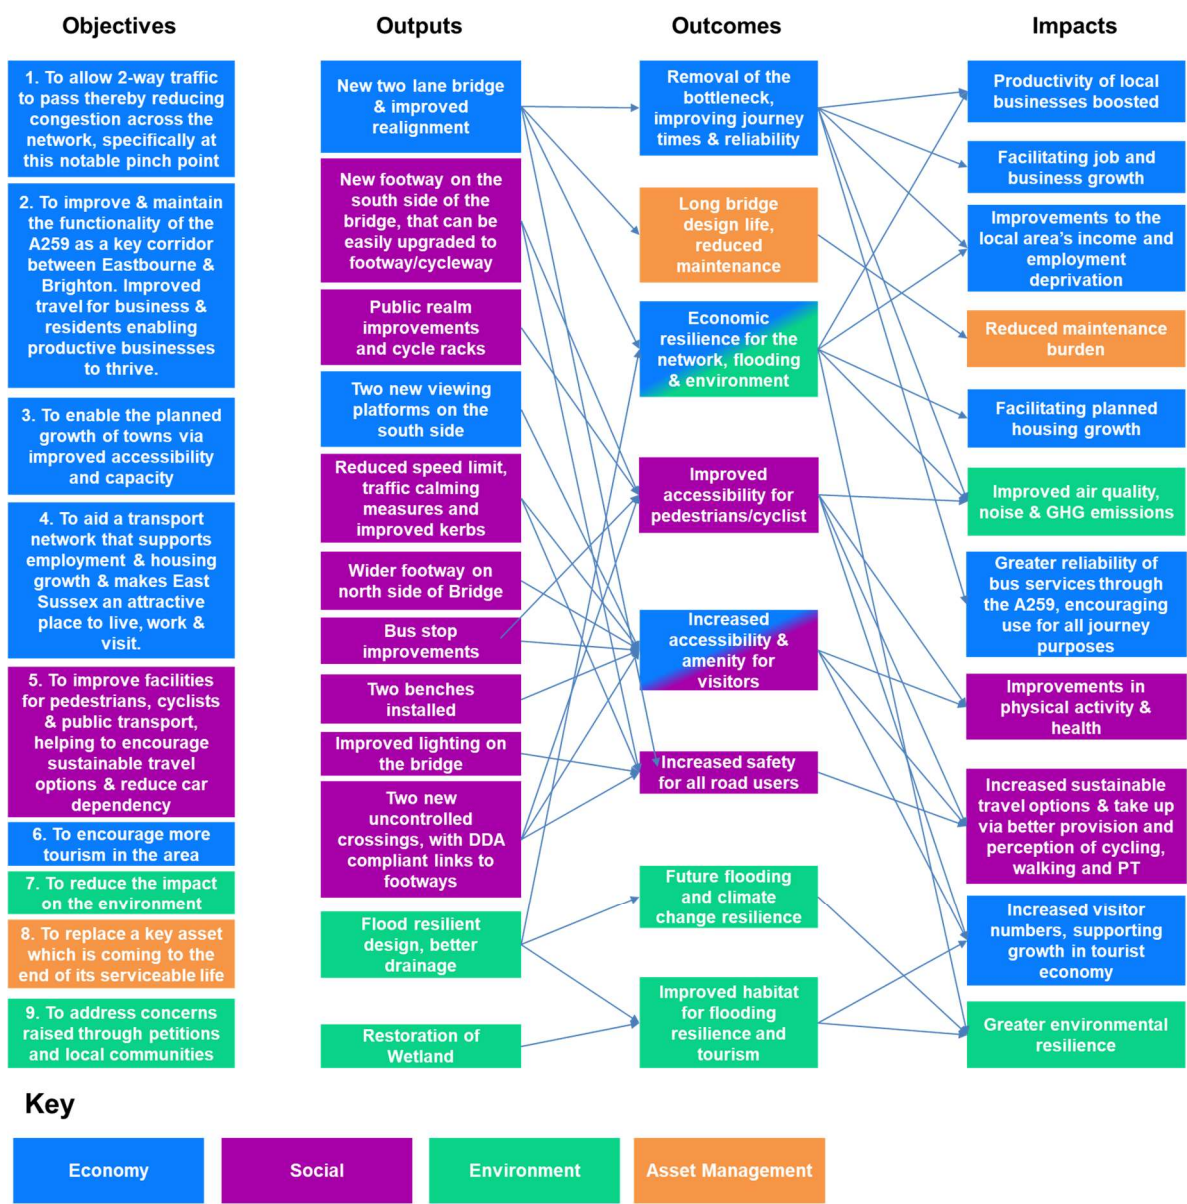 Objectives
Outputs
Outcomes
Impacts
1. To allow 2-way traffic
to pass thereby reducing
congestion across the
network, specifically at
this notable pinch point
2. To improve & maintain
the functionality of the
A259 as a key corridor
between Eastbourne &
Brighton. Improved
travel for business &
residents enabling
productive businesses
to thrive.
3. To enable the planned
growth of towns via
improved accessibility
and capacity
4. To aid a transport
network that supports
employment & housing
growth & makes East
Sussex an attractive
place to live, work &
visit.
5. To improve facilities
for pedestrians, cyclists
& public transport,
helping to encourage
sustainable travel
options & reduce car
dependency
6. To encourage more
tourism in the area
7. To reduce the impact
on the environment
8. To replace a key asset
which is coming to the
end of its serviceable life
9. To address concerns
raised through petitions
and local communities
New two lane bridge
& improved
realignment
New footway on the
south side of the
bridge, that can be
easily upgraded to
footway/cycleway
Public realm
improvements
and cycle racks
Two new viewing
platforms on the
south side
Reduced speed limit,
traffic calming
measures and
improved kerbs
Wider footway on
north side of Bridge
Bus stop
improvements
Two benches
installed
Improved lighting on
the bridge
Two new
uncontrolled
crossings, with DDA
compliant links to
footways
Flood resilient
design, better
drainage
Restoration of
Wetland
Removal of the
bottleneck,
improving journey
times & reliability
Long bridge
design life,
reduced
maintenance
Economic
resilience for the
network, flooding
& environment
Improved
accessibility for
pedestrians/cyclist
Increased
accessibility &
amenity for
visitors
Increased safety
for all road users
Future flooding
and climate
change resilience
Improved habitat
for flooding
resilience and
tourism
Productivity of local
businesses boosted
Facilitating job and
business growth
Improvements to the
local area's income and
employment
deprivation
Reduced maintenance
burden
Facilitating planned
housing growth
Improved air quality,
noise & GHG emissions
Greater reliability of
bus services through
the A259, encouraging
use for all journey
purposes
Improvements in
physical activity &
health
Increased sustainable
travel options & take up
via better provision and
perception of cycling,
walking and PT
Increased visitor
numbers, supporting
growth in tourist
economy
Greater environmental
resilience
Key
Economy
Social
Environment
Asset Management